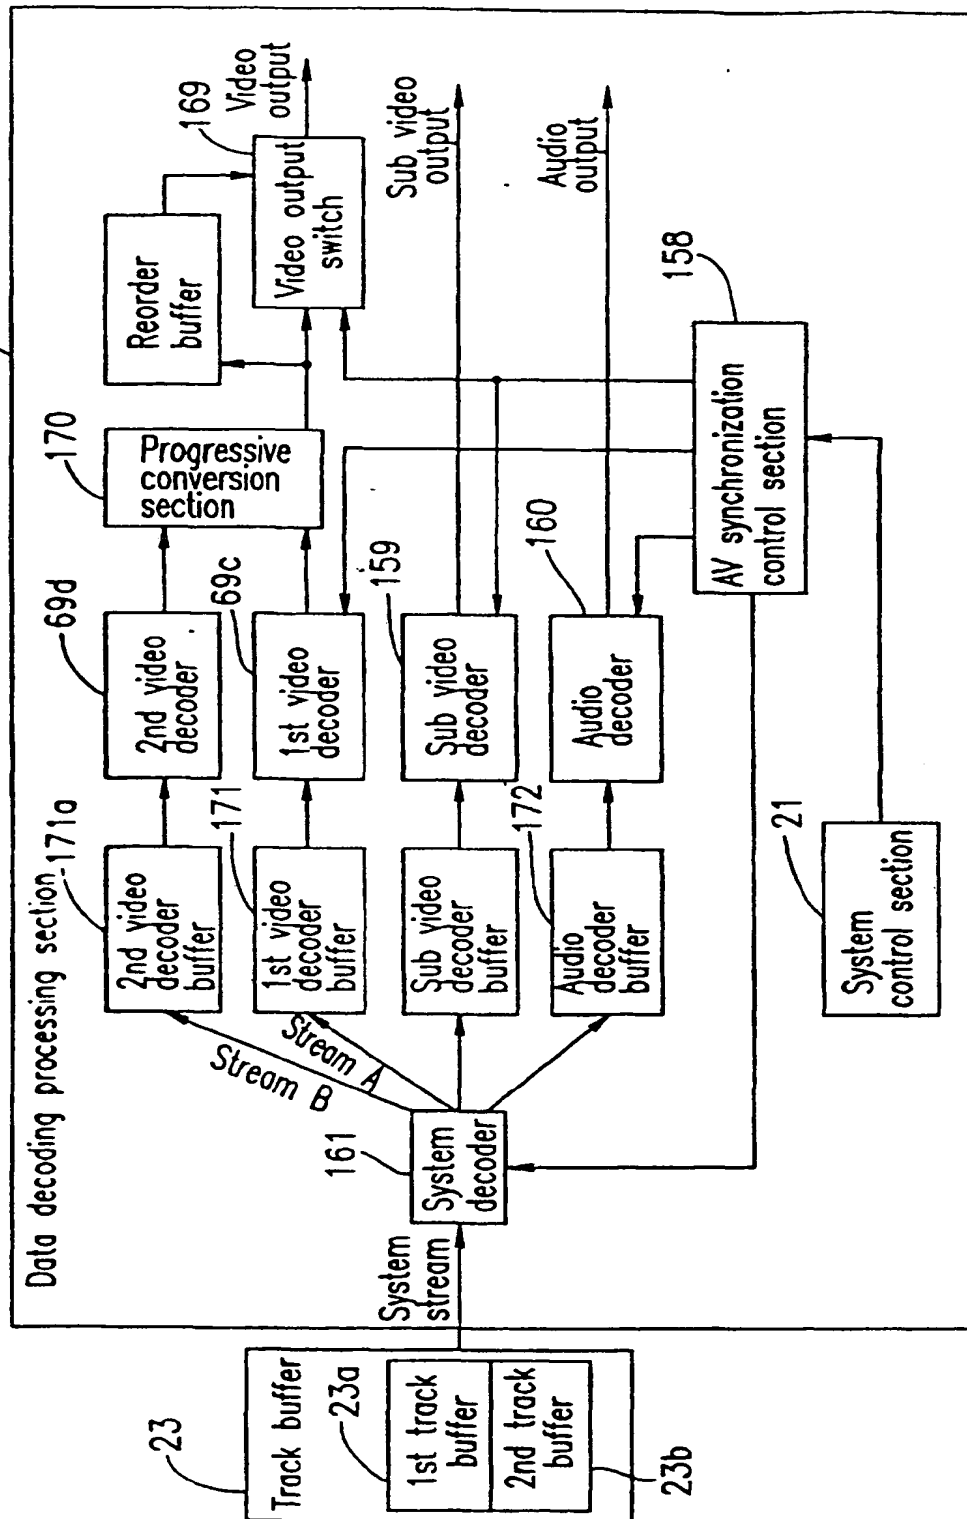 Data decoding processing section
23
Track buffer
23a
1st track
buffer
2nd track
buffer
23b
System
stream
161
System
decoder
Stream B
Stream A
171a
2nd video
decoder
buffer
171
1st video
decoder
buffer
Sub video
decoder
buffer
172
Audio
decoder
buffer
69d
2nd video
decoder
69c
1st video
decoder
159
Sub video
decoder
160
Audio
decoder
170
Progressive
conversion
section
Reorder
buffer
169
Video output
switch
Video
output
Sub video
output
Audio
output
158
AV synchronization
control section
21
System
control section